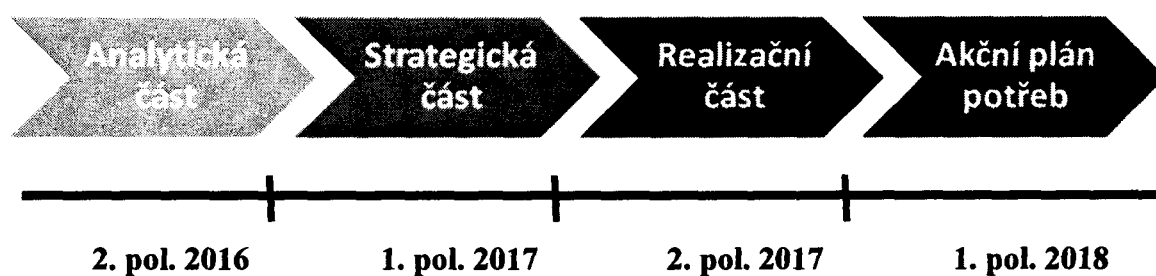 Analytická
část
Strategická
část
Realizační
část
Akční plán
potřeb
2. pol. 2016
1. pol. 2017
2. pol. 2017
1. pol. 2018